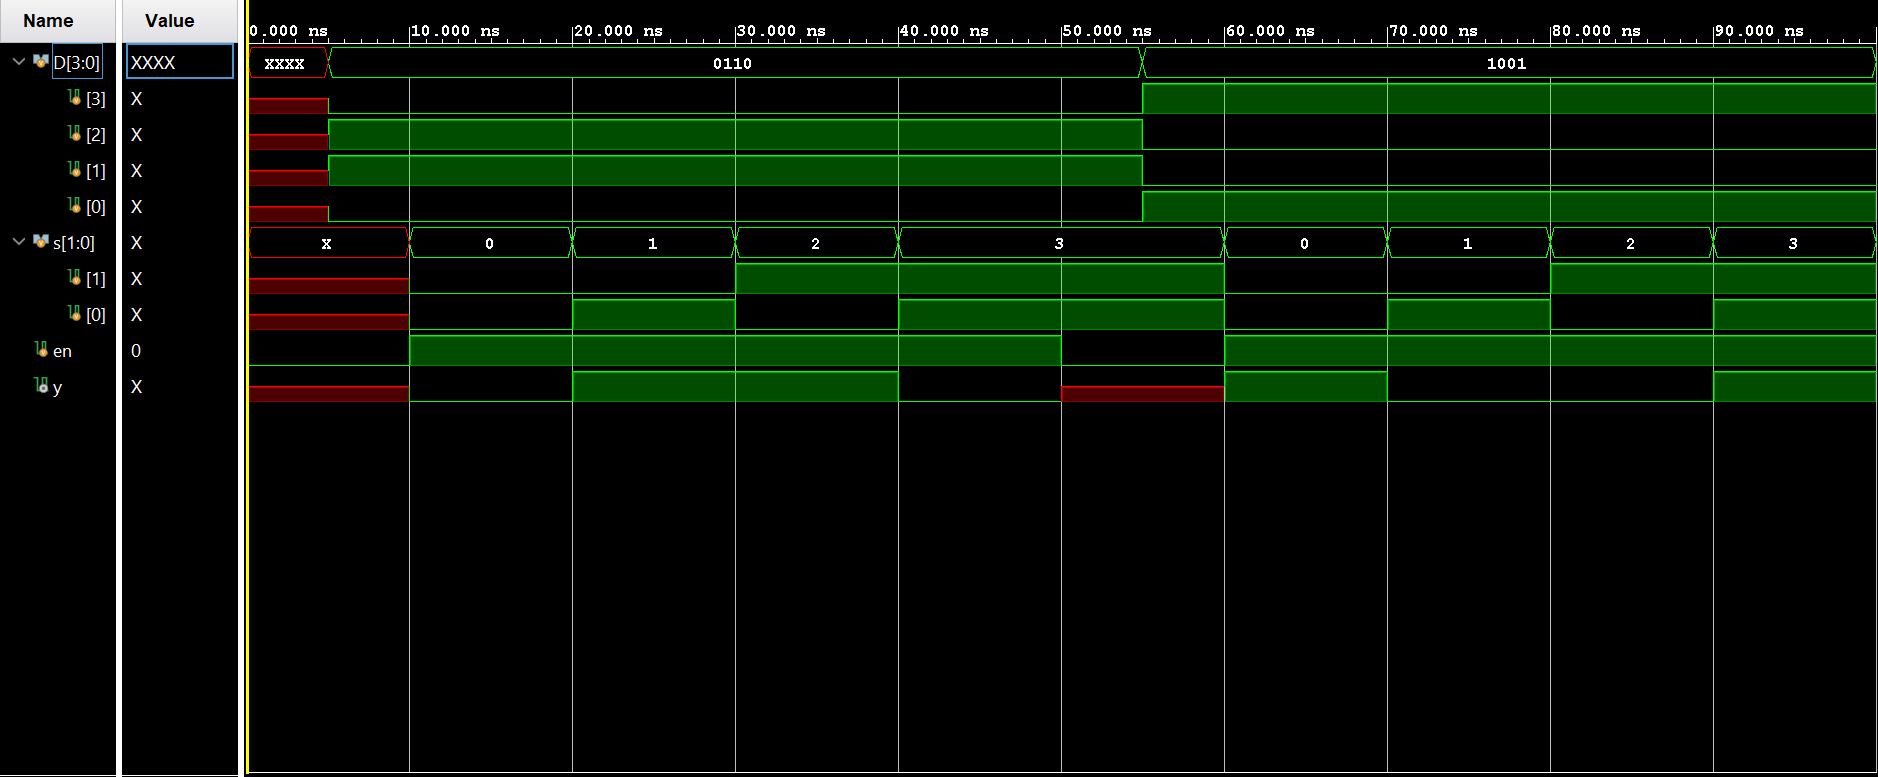 Name Value
0.000 ns 10.000 ns 20.000 ns 30.000 ns 40.000 ns 50.000 ns 60.000 ns 70.000 ns 80.000 ns 90.000 ns
D[3:0] XXXX XXXX 0110 1001
[3] X
[2] X
[1] X
[0] X
s[1:0] X X 0 1 2 3 0 1 2 3
[1] X
[0] X
en 0
y X